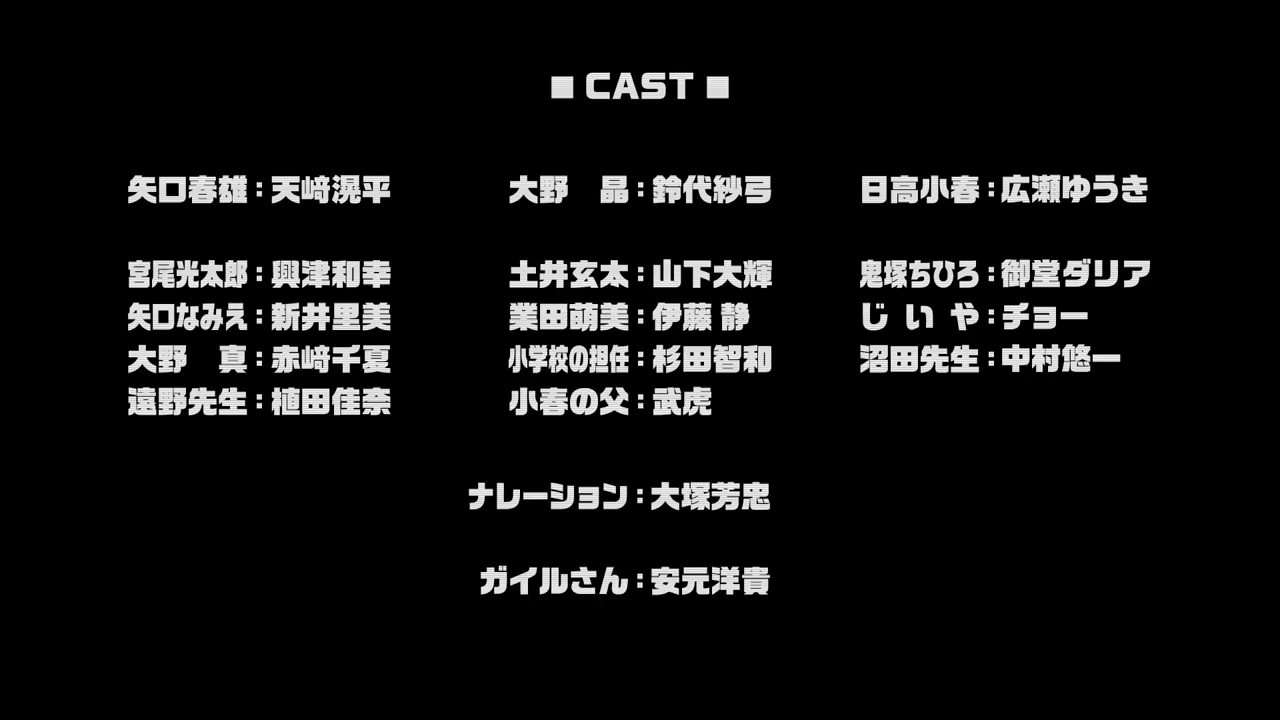 ■ CAST ■
矢口春雄：天﨑滉平　大野　晶：鈴代紗弓　日高小春：広瀬ゆうき
宮尾光太郎：興津和幸　土井玄太：山下大輝　鬼塚ちひろ：御堂ダリア
矢口なみえ：新井里美　業田萌美：伊藤 静　じ い や：チョー
大野　真：赤﨑千夏　小学校の担任：杉田智和　沼田先生：中村悠一
遠野先生：植田佳奈　小春の父：武虎
ナレーション：大塚芳忠
ガイルさん：安元洋貴